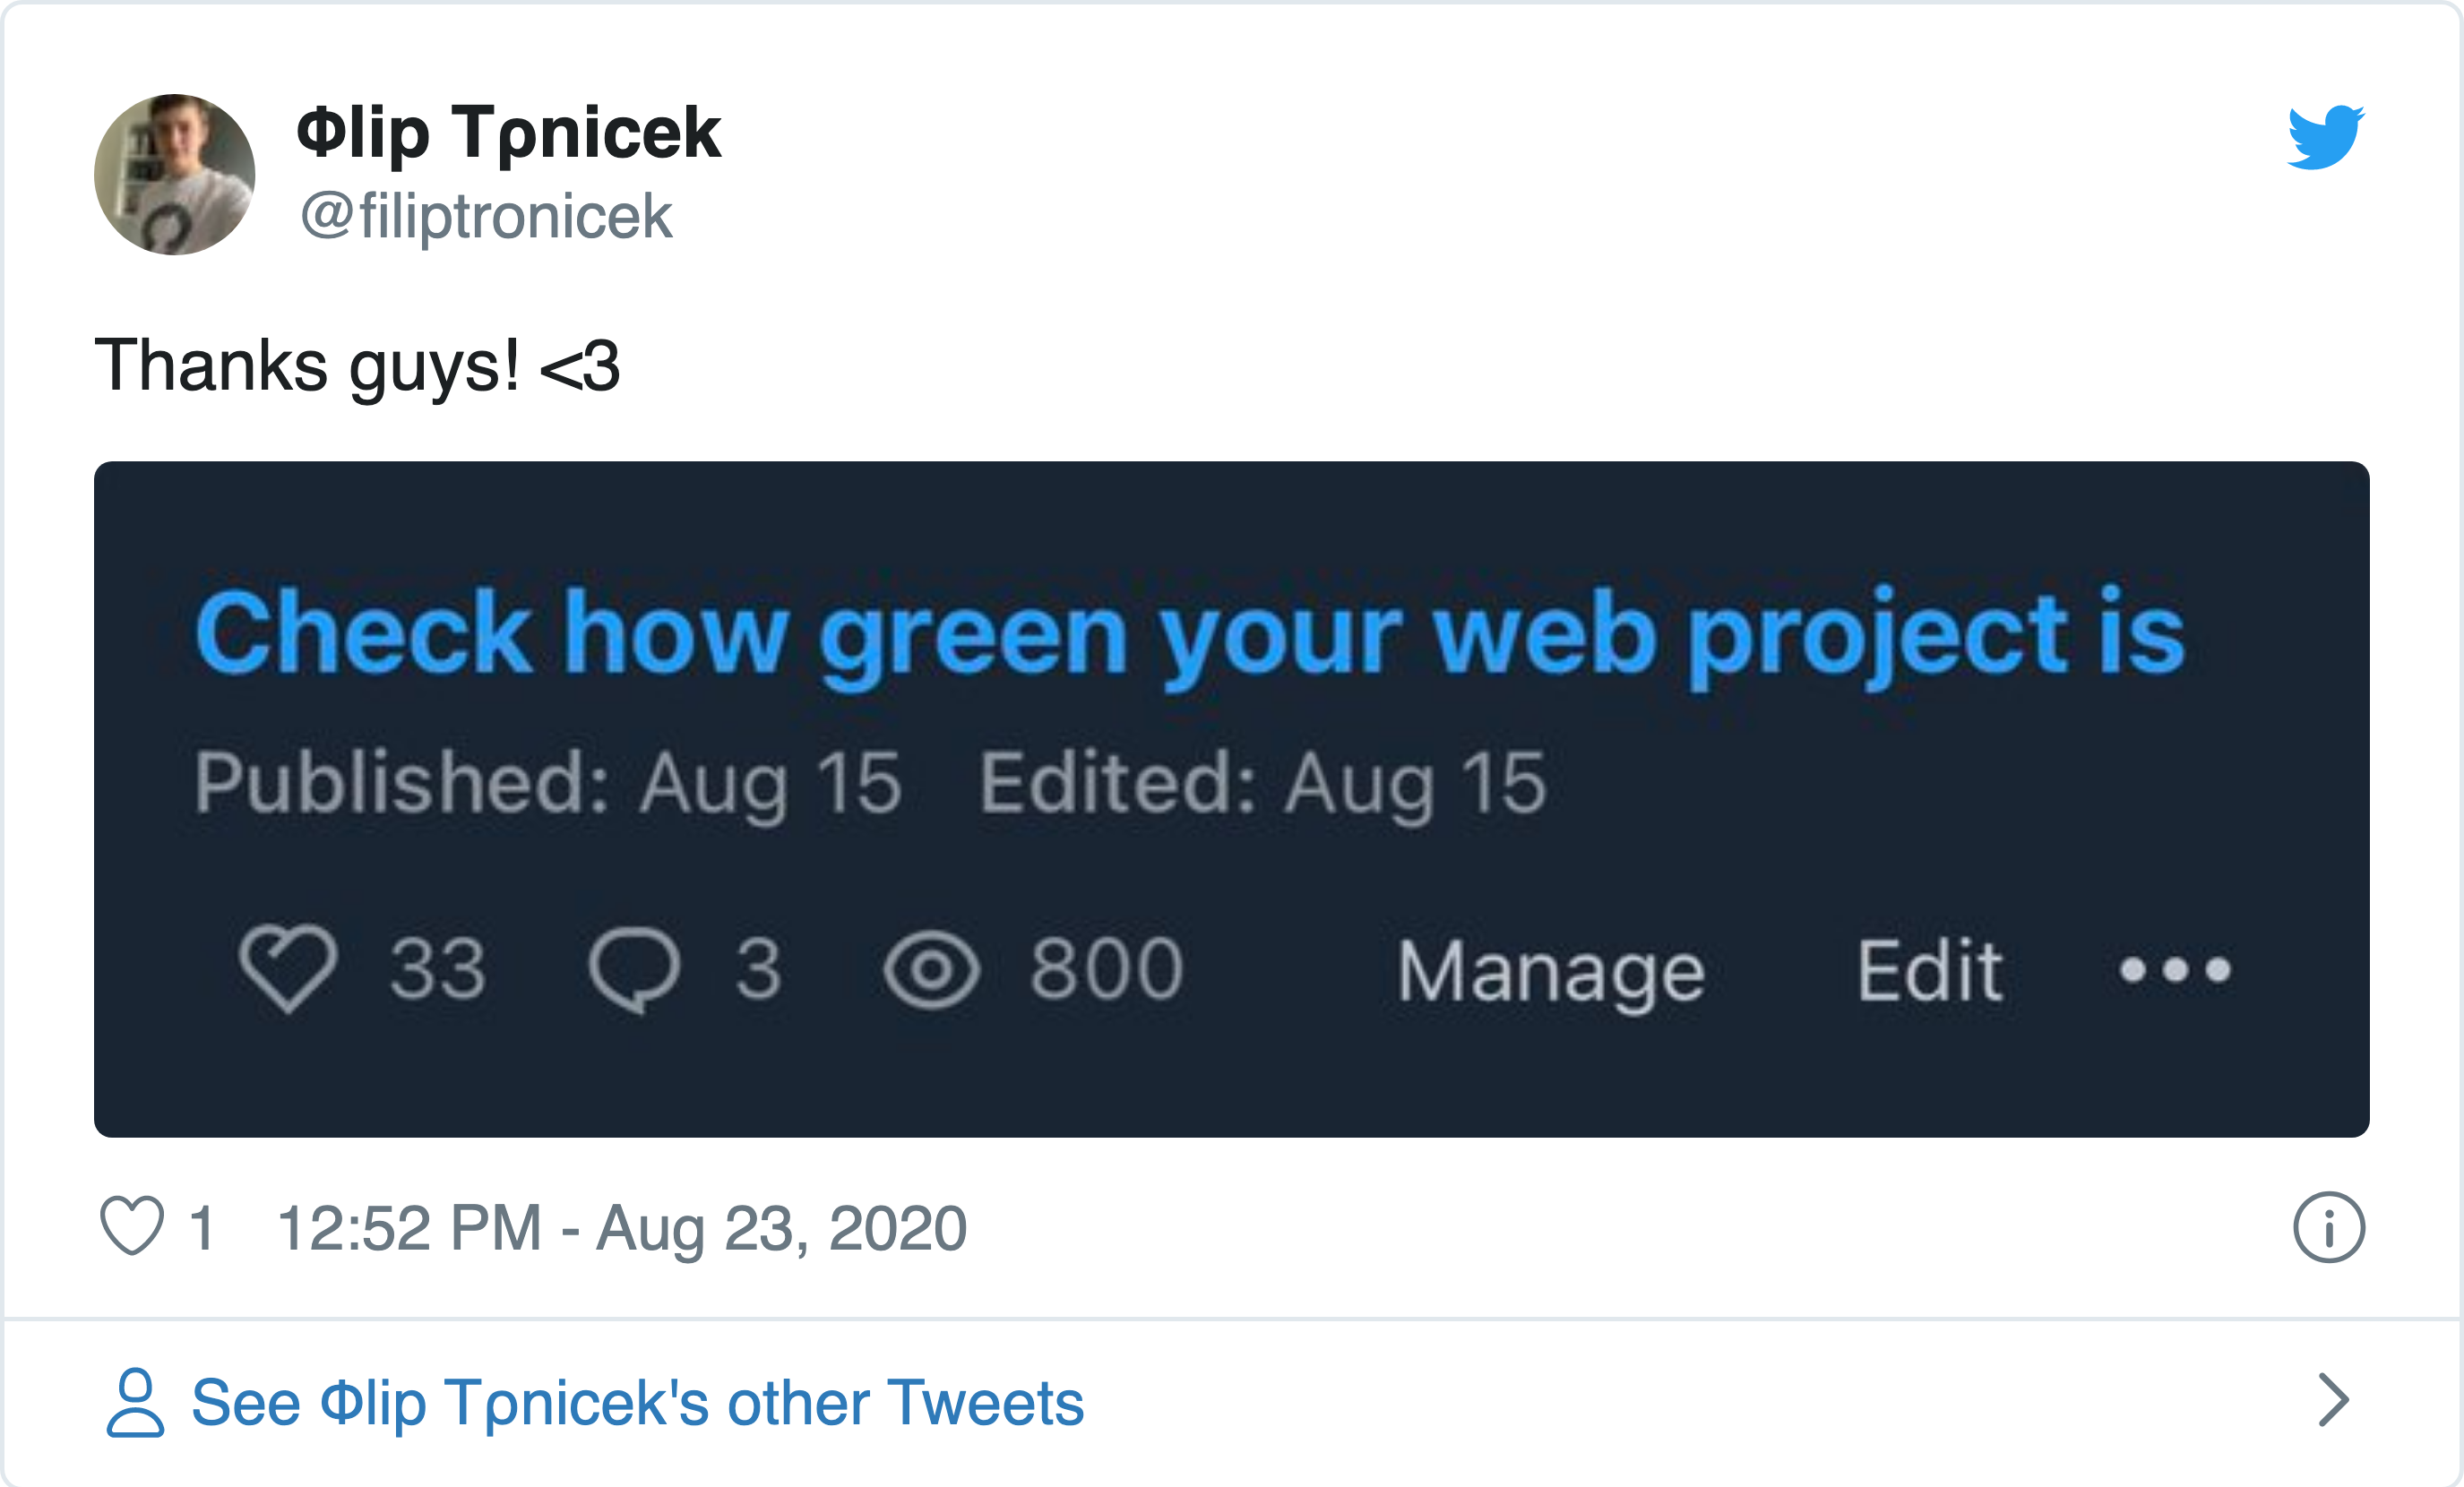 Φlip Tρnicek
@filiptronicek
Thanks guys! <3
Check how green your web project is
Published: Aug 15 Edited: Aug 15
33 3 800 Manage Edit •••
1 12:52 PM - Aug 23, 2020
See Φlip Tρnicek's other Tweets